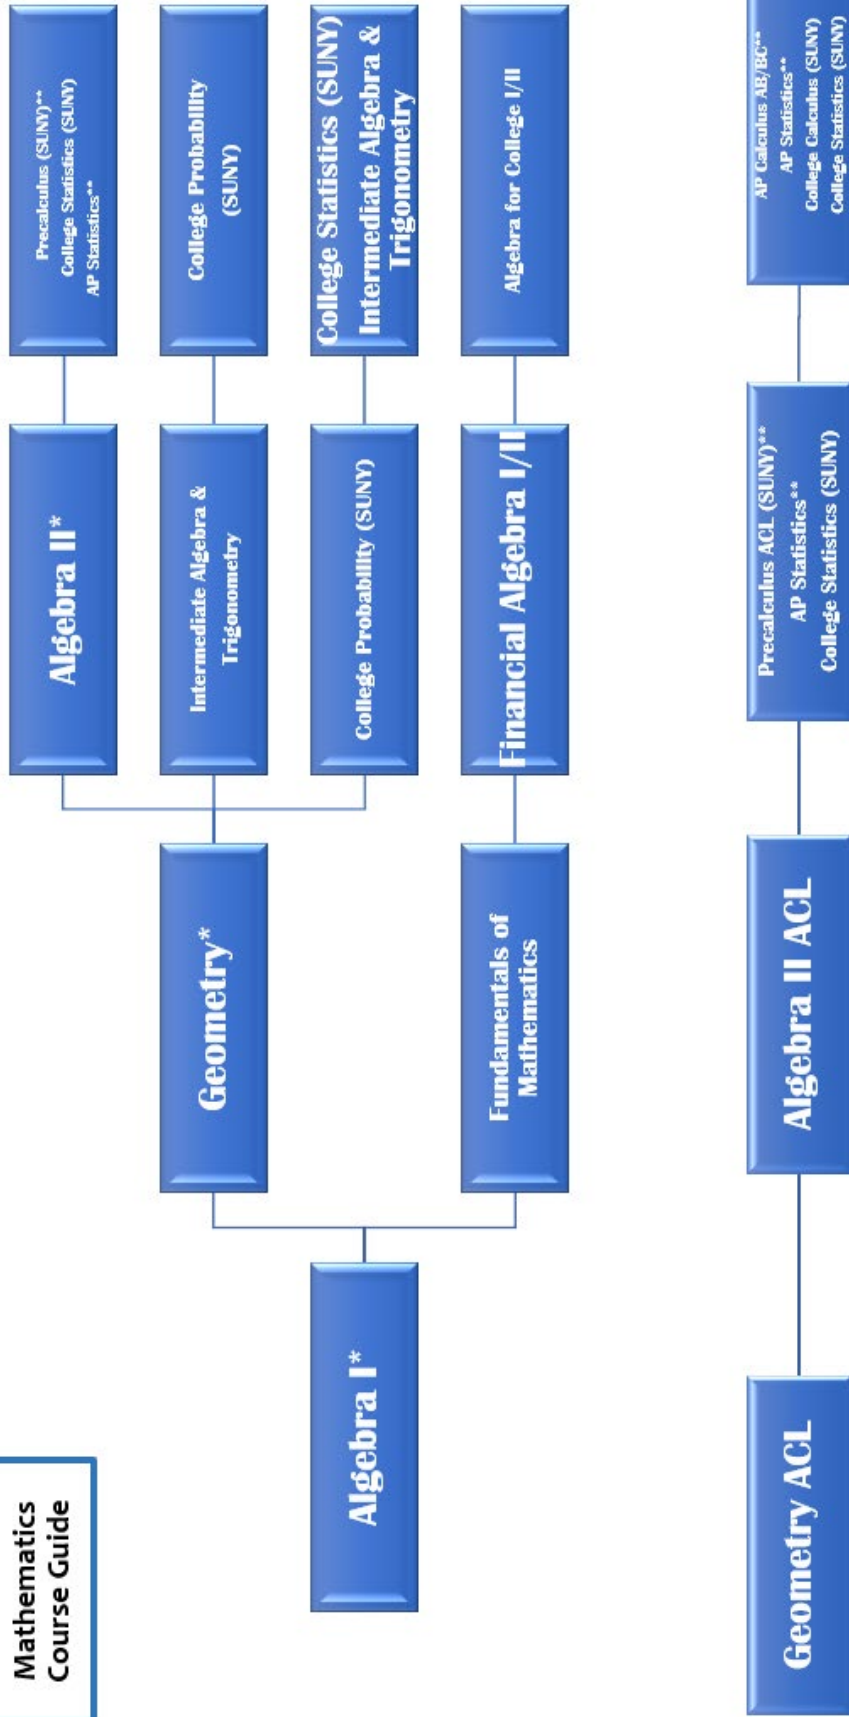 Mathematics
Course Guide
Algebra I*
Geometry*
Fundamentals of
Mathematics
Algebra II*
Intermediate Algebra &
Trigonometry
College Probability (SUNY)
Financial Algebra I/II
Precalculus (SUNY)**
College Statistics (SUNY)
AP Statistics**
College Probability
(SUNY)
College Statistics (SUNY)
Intermediate Algebra &
Trigonometry
Algebra for College I/II
Geometry ACL
Algebra II ACL
Precalculus ACL (SUNY)**
AP Statistics**
College Statistics (SUNY)
AP Calculus AB/BC**
AP Statistics**
College Calculus (SUNY)
College Statistics (SUNY)